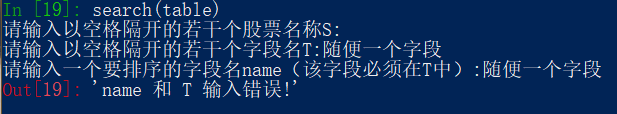 In [19]: search(table)
请输入以空格隔开的若干个股票名称S:
请输入以空格隔开的若干个字段名T:随便一个字段
请输入一个要排序的字段名name（该字段必须在T中）:随便一个字段
Out[19]: 'name 和 T 输入错误!'